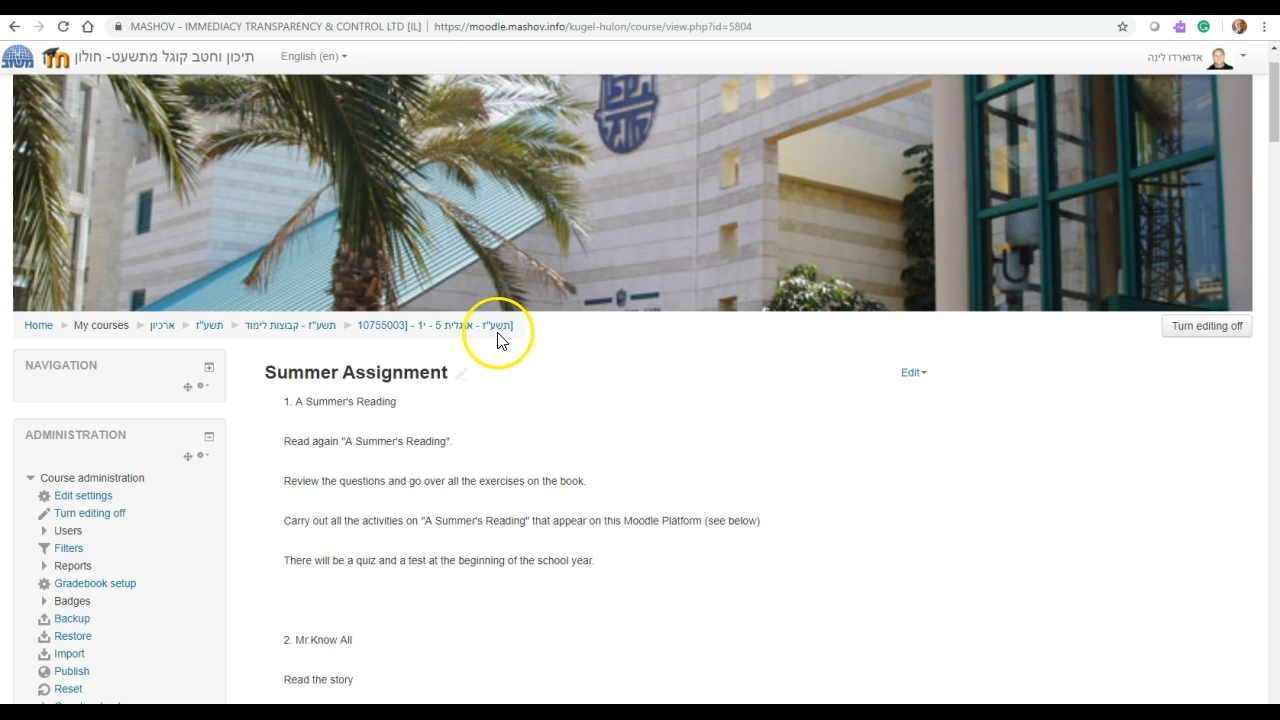 MASHOV - IMMEDIACY TRANSPARENCY & CONTROL LTD [IL] | https://moodle.mashov.info/kugel-hulon/course/view.php?id=5804
משוב תיכון וחטב קוגל מתשעט- חולון English (en) אדוארדו לינה
Home My courses ארכיון תשע"ז תשע"ז - קבוצות לימוד [תשע"ז - אנגלית 5 - י1 - [10755003
Turn editing off
NAVIGATION
Summer Assignment
Edit
1. A Summer's Reading
ADMINISTRATION
Read again "A Summer's Reading".
Course administration
Review the questions and go over all the exercises on the book.
Edit settings
Turn editing off
Carry out all the activities on "A Summer's Reading" that appear on this Moodle Platform (see below)
Users
Filters
There will be a quiz and a test at the beginning of the school year.
Reports
Gradebook setup
Badges
Backup
Restore
2. Mr.Know All
Import
Publish
Read the story
Reset